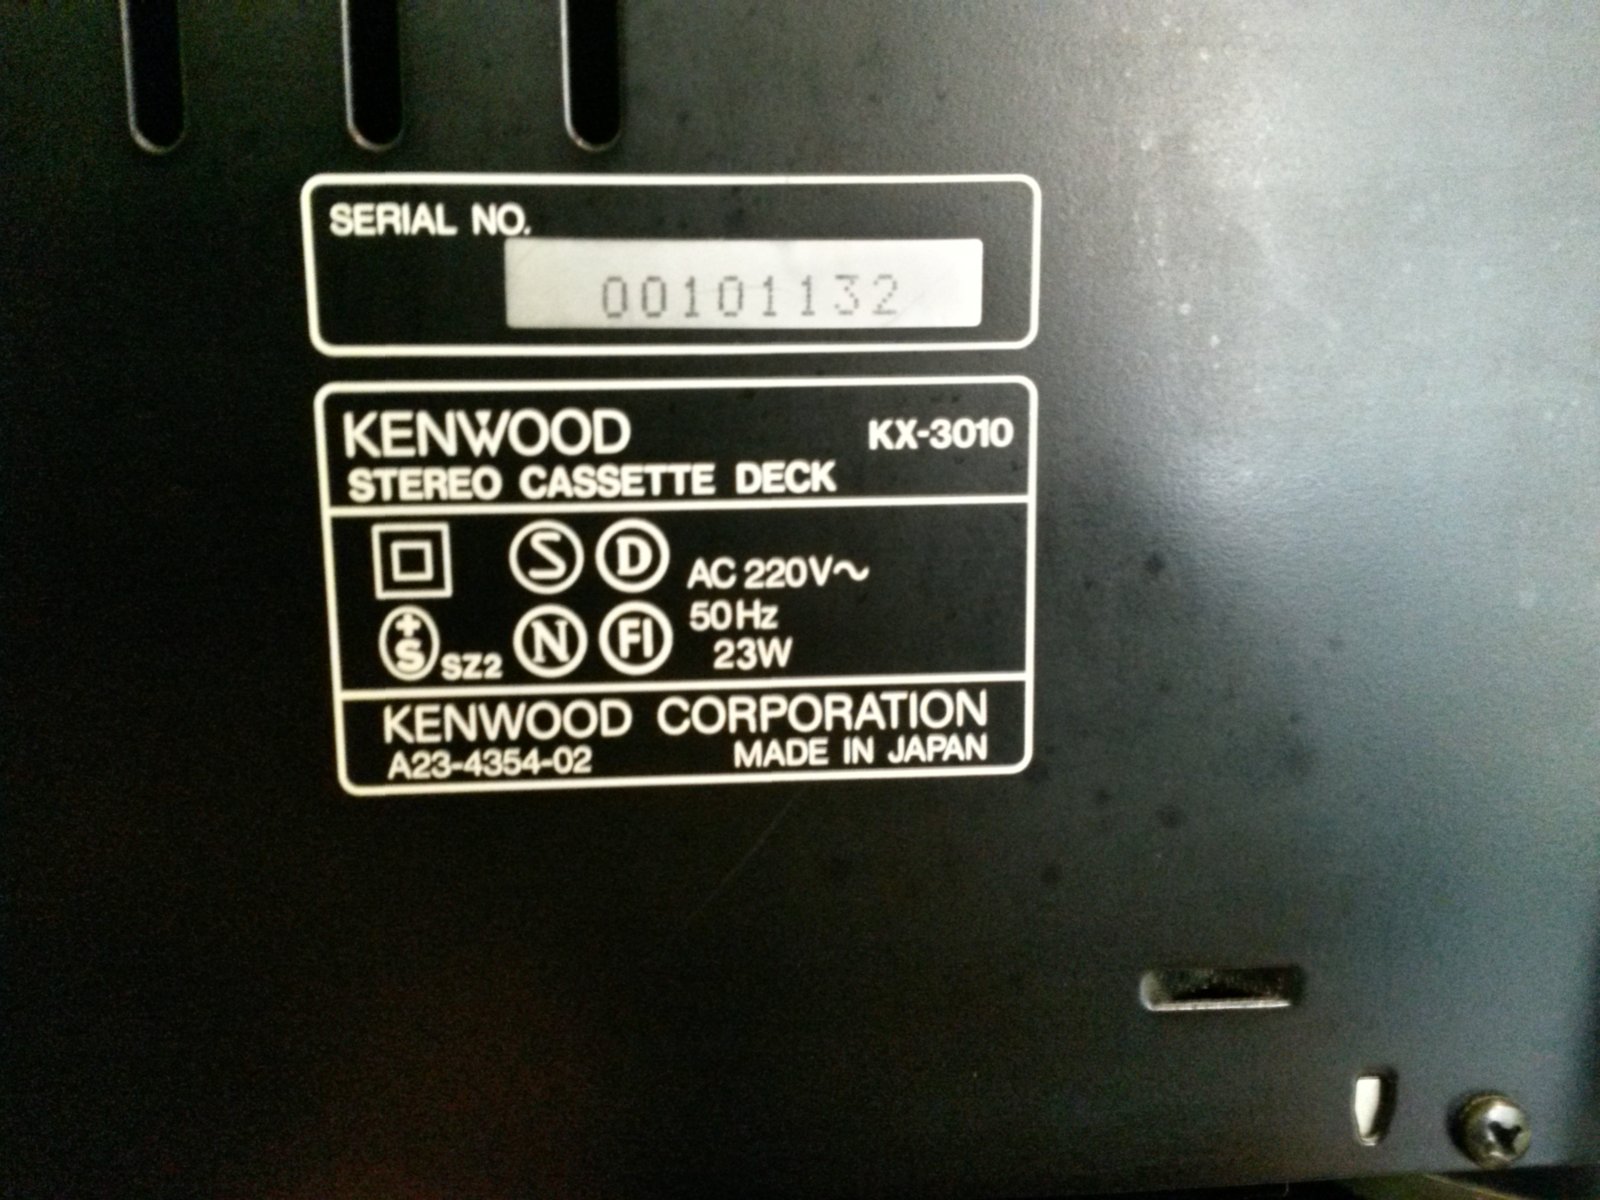 SERIAL NO.
00101132
KENWOOD KX-3010
STEREO CASSETTE DECK
S D AC 220V~
N FI 50Hz
+S SZ2 23W
KENWOOD CORPORATION
A23-4354-02 MADE IN JAPAN